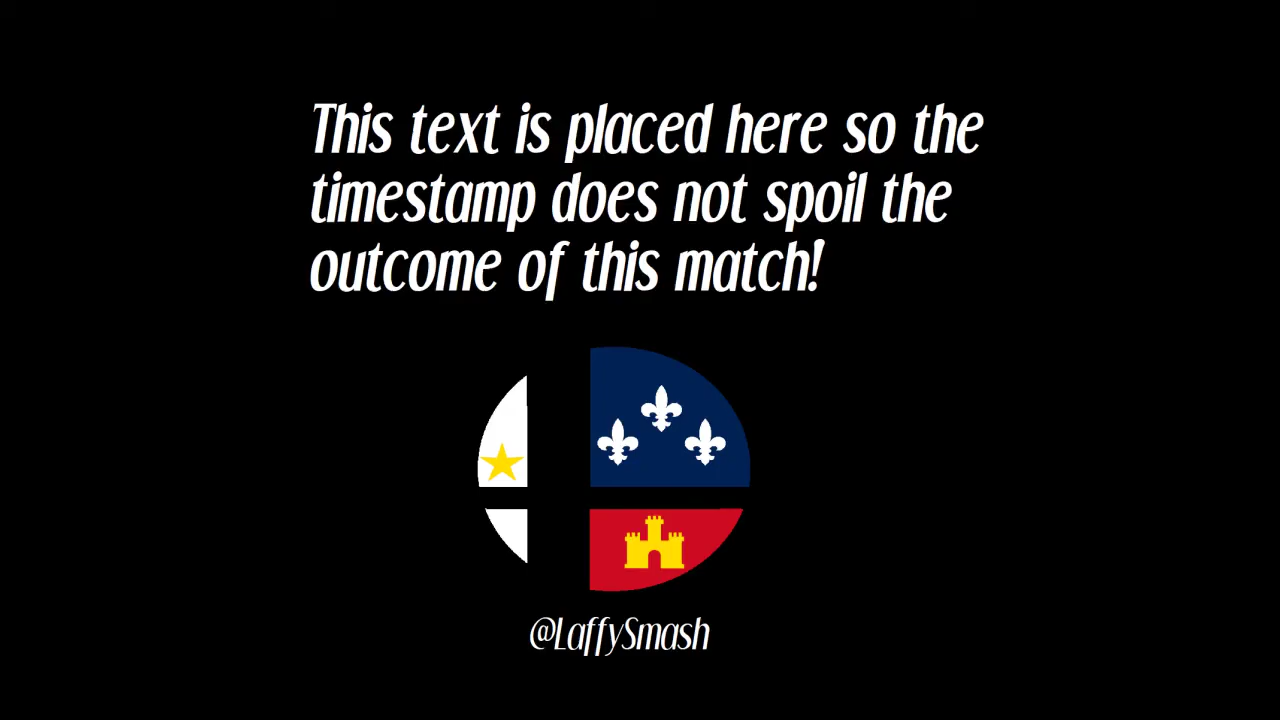 This text is placed here so the
timestamp does not spoil the
outcome of this match!
@LaffySmash